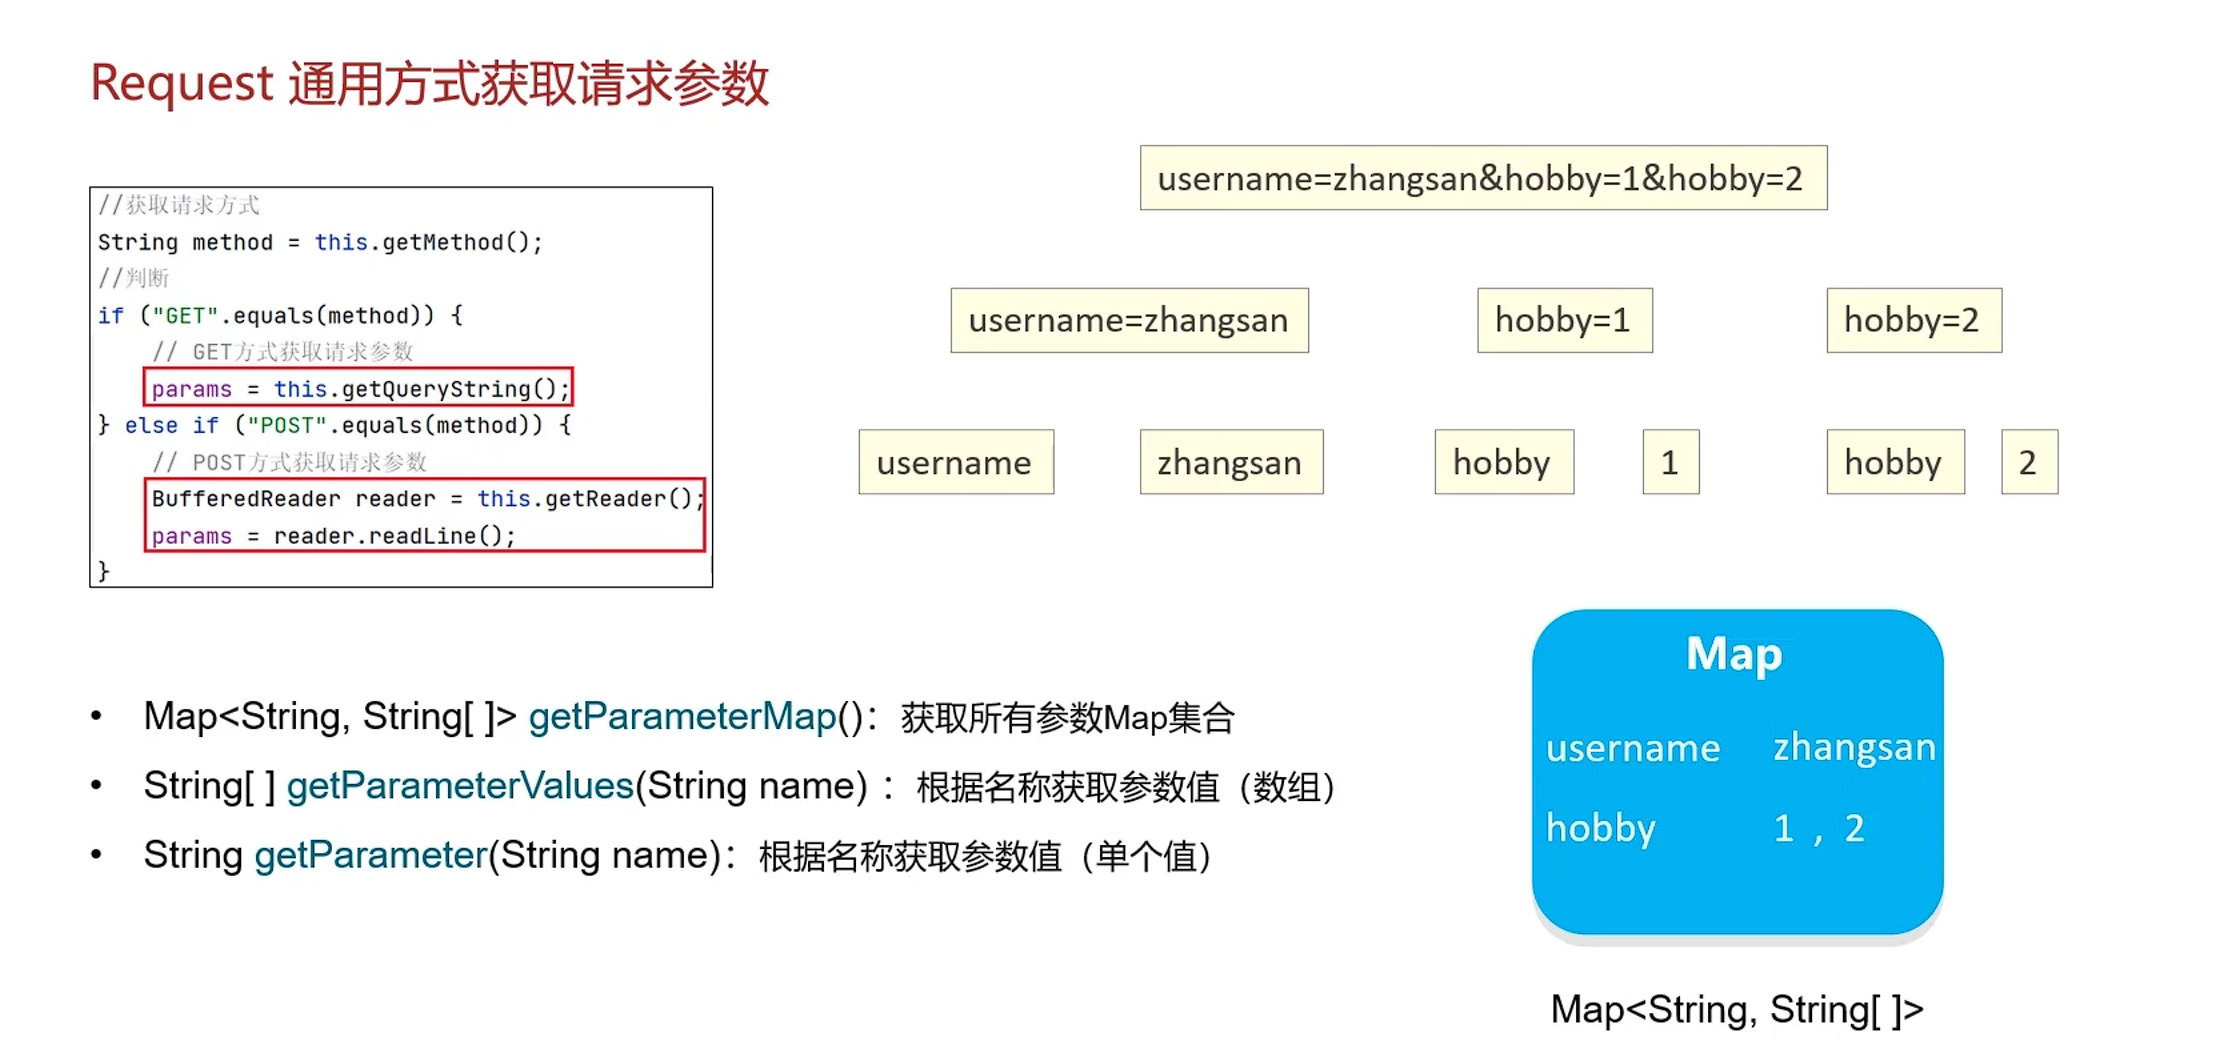 Request 通用方式获取请求参数
//获取请求方式
String method = this.getMethod();
//判断
if ("GET".equals(method)) {
// GET方式获取请求参数
params = this.getQueryString();
} else if ("POST".equals(method)) {
// POST方式获取请求参数
BufferedReader reader = this.getReader();
params = reader.readLine();
}
username=zhangsan&hobby=1&hobby=2
username=zhangsan hobby=1 hobby=2
username zhangsan hobby 1 hobby 2
• Map<String, String[ ]> getParameterMap()：获取所有参数Map集合
• String[ ] getParameterValues(String name) ：根据名称获取参数值（数组）
• String getParameter(String name)：根据名称获取参数值（单个值）
Map
username zhangsan
hobby 1 , 2
Map<String, String[ ]>